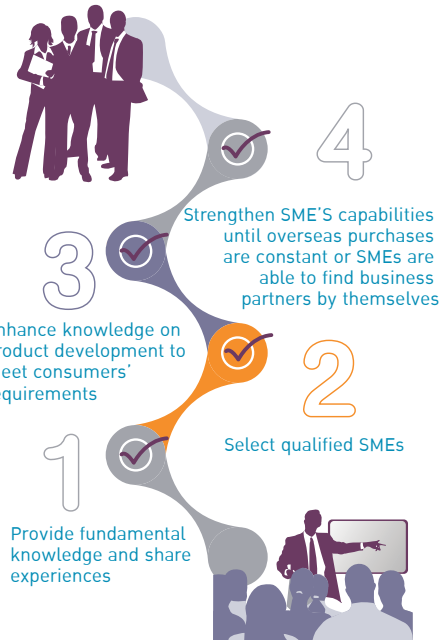 4
Strengthen SME'S capabilities
until overseas purchases
are constant or SMEs are
able to find business
partners by themselves
3
nhance knowledge on
roduct development to
eet consumers'
equirements
2
Select qualified SMEs
1
Provide fundamental
knowledge and share
experiences